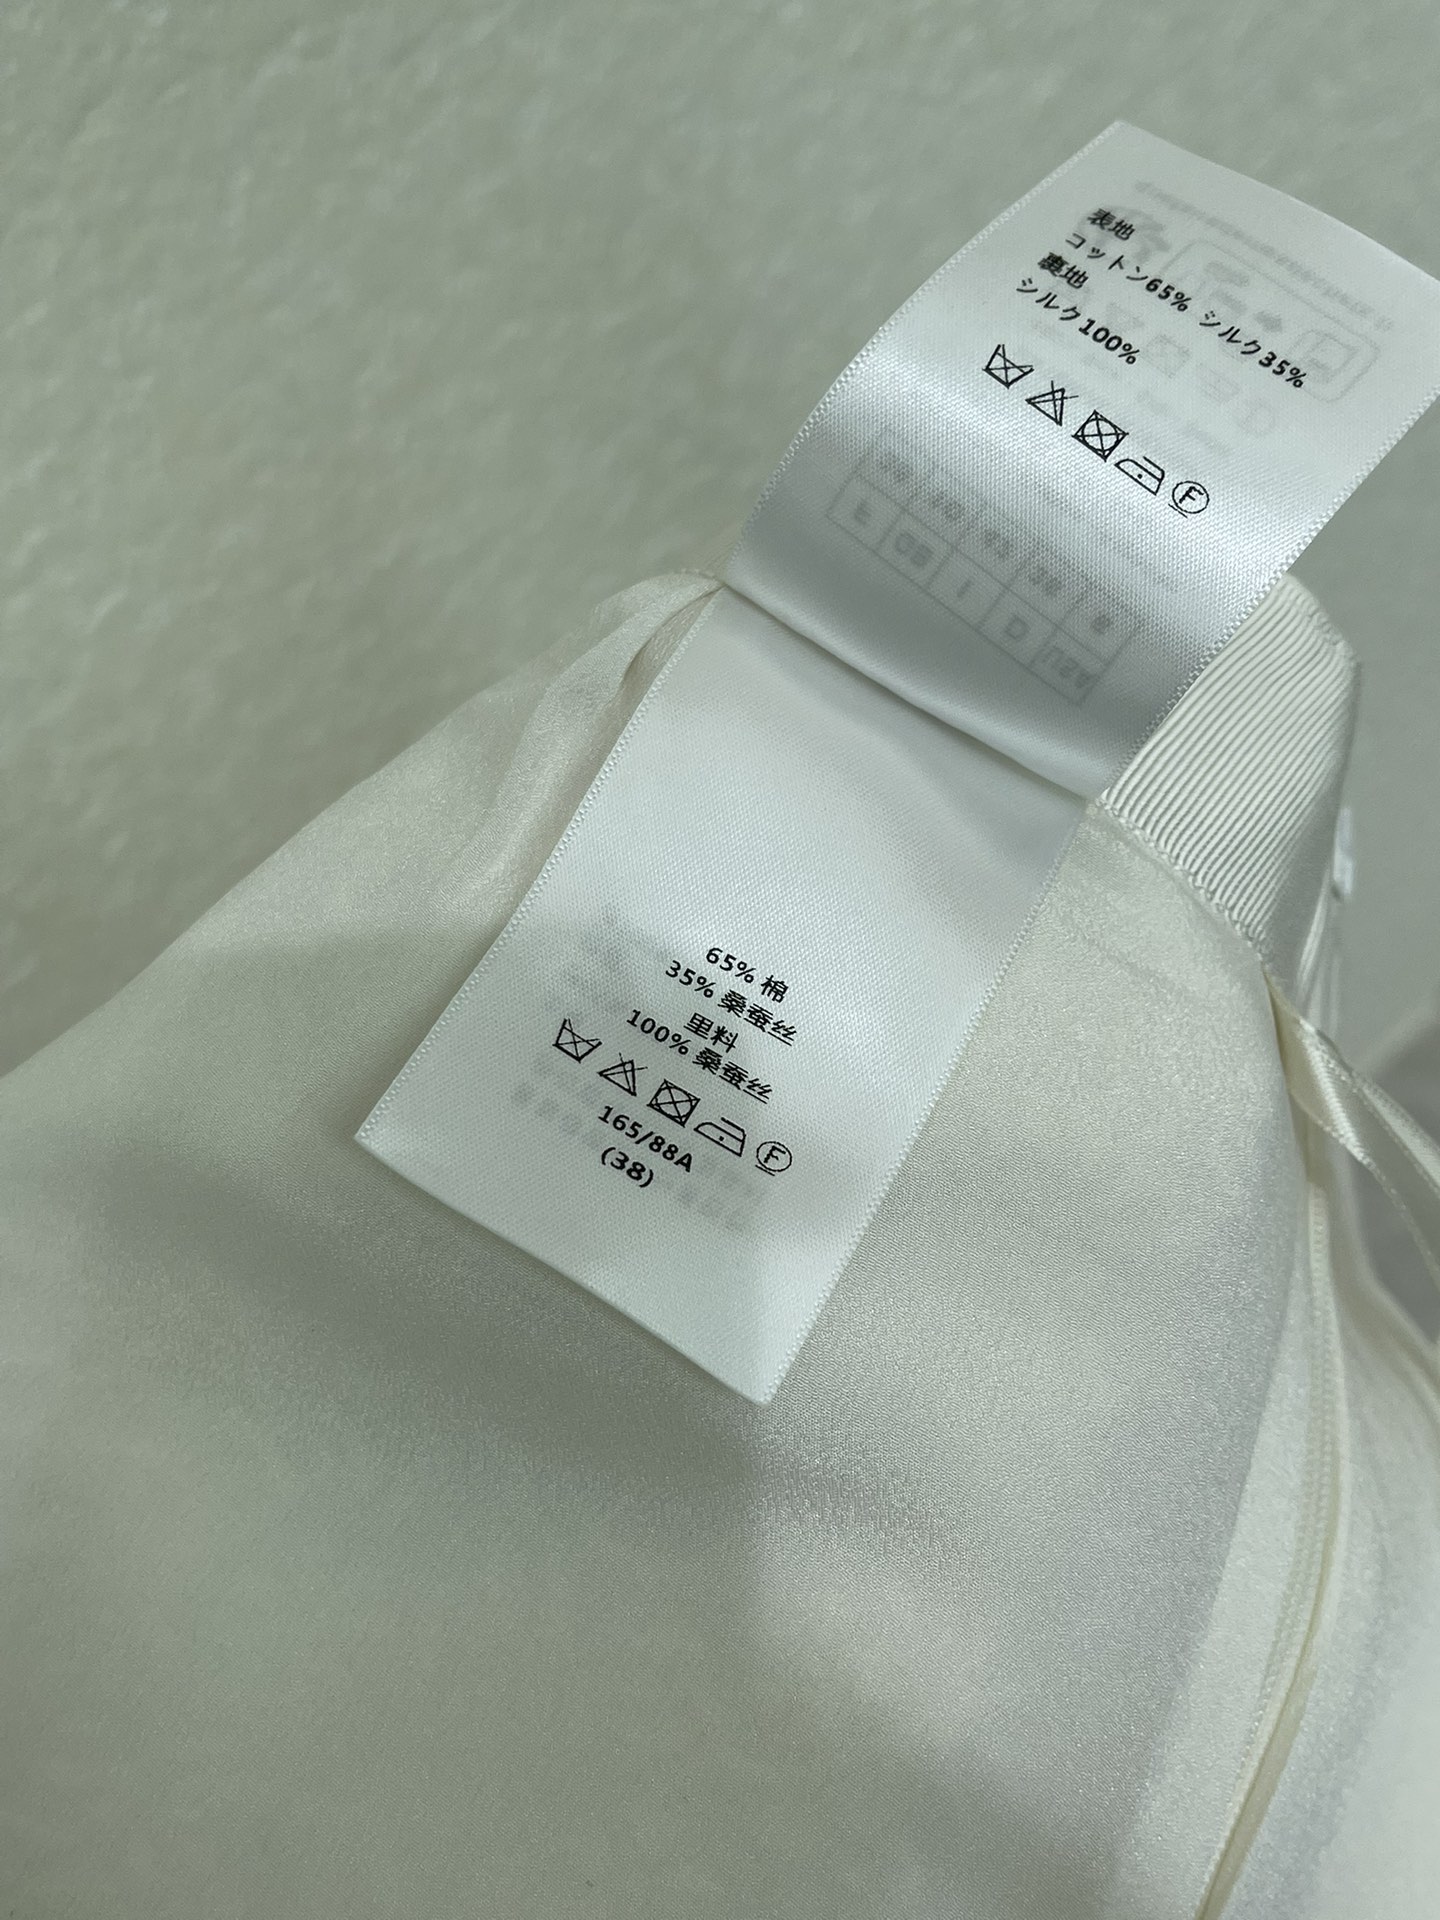 表地
コットン65% シルク35%
裏地
シルク100%
F
65% 棉
35% 桑蚕丝
里料
100% 桑蚕丝
F
165/88A
(38)